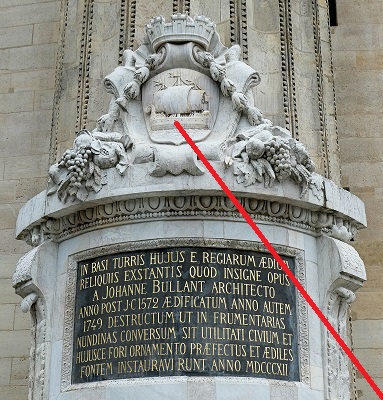 IN BASI TURRIS HUJUS E REGIARUM ÆDIU
RELIQUIIS EXSTANTIS QUOD INSIGNE OPUS
A JOHANNE BULLANT ARCHITECTO
ANNO POST J-C 1572 ÆDIFICATUM ANNO AUTEM
1749 DESTRUCTUM UT IN FRUMENTARIAS
NUNDINAS CONVERSUM SIT UTILITATI CIVIUM ET
HUJUSCE FORI ORNAMENTO PRÆFECTUS ET ÆDILES
FONTEM INSTAURAVI RUNT ANNO MDCCCXII